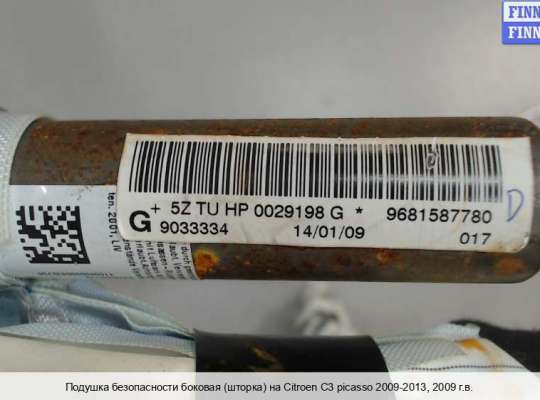 FINN
FINN
+ 5Z TU HP 0029198 G * 9681587780
G 9033334 14/01/09 017
D
Подушка безопасности боковая (шторка) на Citroen C3 picasso 2009-2013, 2009 г.в.